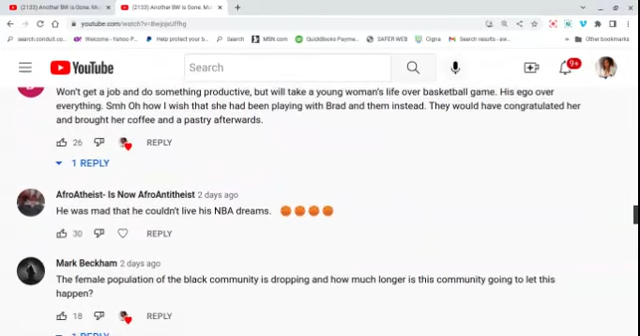 (2133) Another BW is Gone. Mu
(2133) Another BW is Gone. Mu
youtube.com/watch?v=
search.conduit.co...
Welcome - Yahoo - P...
Help protect your b...
Search
MSN.com
QuickBooks Payme...
SAFER WEB
Cigna
Search results - aw...
Other bookmarks
YouTube
Search
9+
Won't get a job and do something productive, but will take a young woman's life over basketball game. His ego over
everything. Smh Oh how I wish that she had been playing with Brad and them instead. They would have congratulated her
and brought her coffee and a pastry afterwards.
26 REPLY
1 REPLY
AfroAtheist- Is Now AfroAntitheist 2 days ago
He was mad that he couldn't live his NBA dreams. 🏀🏀🏀🏀
30 REPLY
Mark Beckham 2 days ago
The female population of the black community is dropping and how much longer is this community going to let this
happen?
18 REPLY
1 REPLY